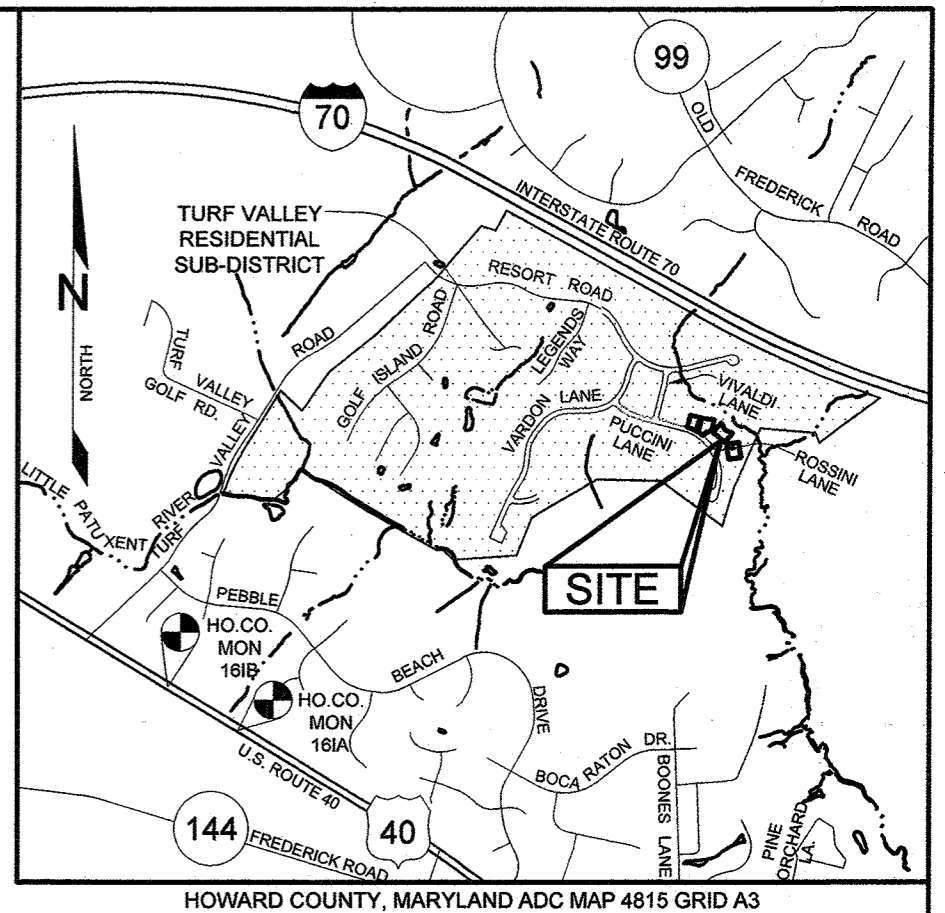 99
70
OLD
FREDERICK
ROAD
INTERSTATE ROUTE 70
TURF VALLEY
RESIDENTIAL
SUB-DISTRICT
N
NORTH
RESORT ROAD
ROAD
GOLF ISLAND ROAD
LEGENDS
WAY
TURF VALLEY
GOLF RD.
VALLEY
VARDON LANE
VIVALDI
LANE
PUCCINI
LANE
ROSSINI
LANE
LITTLE PATUXENT RIVER
TURF
SITE
PEBBLE
BEACH
DRIVE
HO.CO.
MON
16IB
HO.CO.
MON
16IA
U.S. ROUTE 40
BOCA RATON DR.
BOONES LANE
PINE
ORCHARD
LA.
144
FREDERICK ROAD
40
HOWARD COUNTY, MARYLAND ADC MAP 4815 GRID A3